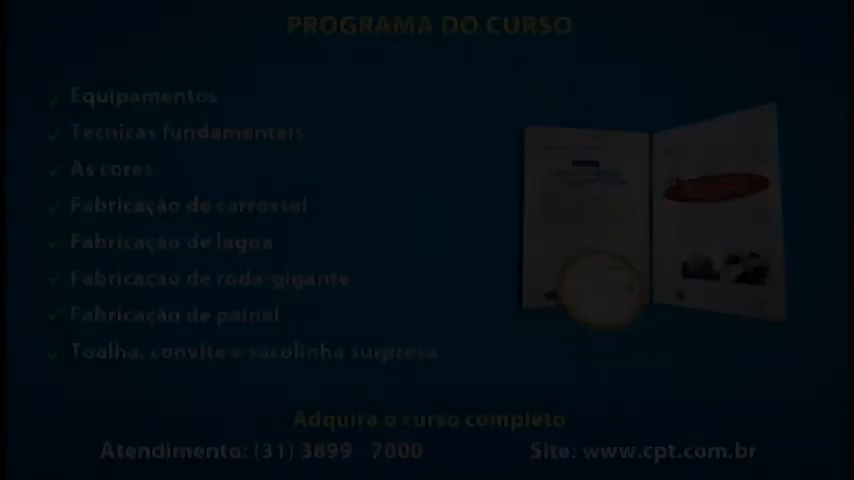 PROGRAMA DO CURSO
Equipamentos
Técnicas fundamentais
As cores
Fabricação de carrossel
Fabricação de lagoa
Fabricação de roda-gigante
Fabricação de painel
Toalha, convite e sacolinha surpresa
Adquira o curso completo
Atendimento: (31) 3899 - 7000
Site: www.cpt.com.br